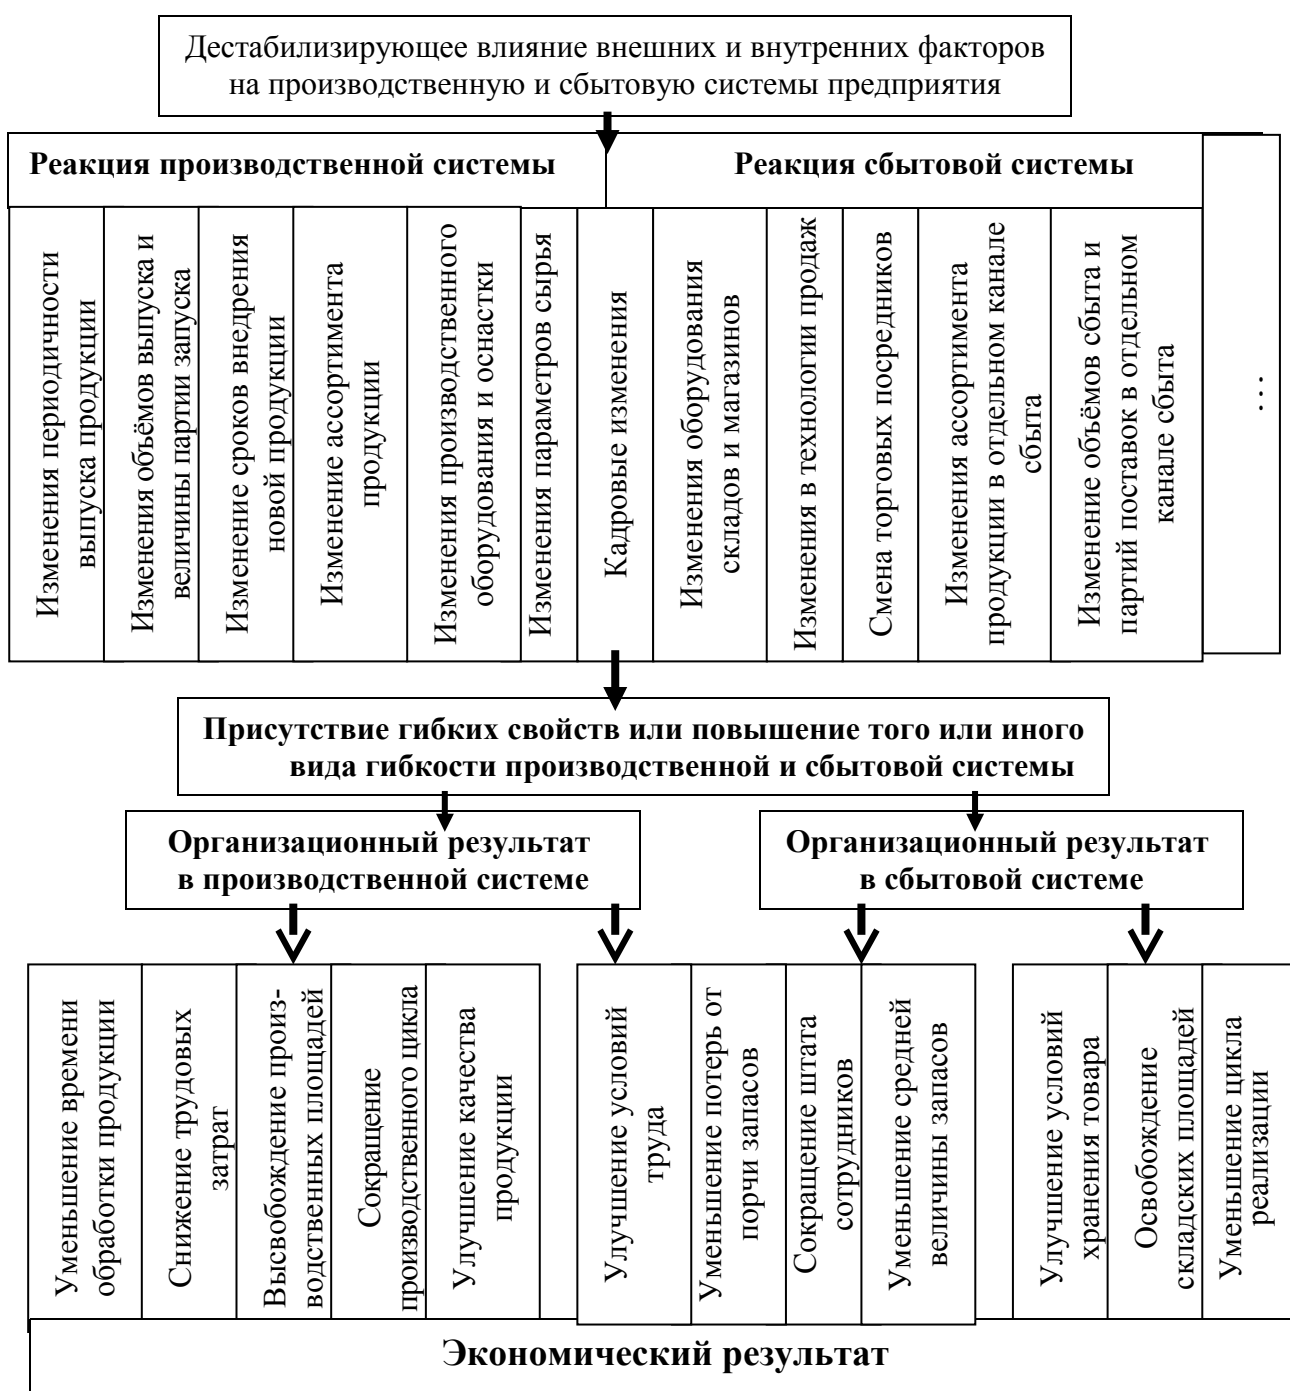 Дестабилизирующее влияние внешних и внутренних факторов
на производственную и сбытовую системы предприятия
Реакция производственной системы
Реакция сбытовой системы
Изменения периодичности
выпуска продукции
Изменения объёмов выпуска и
величины партии запуска
Изменение сроков внедрения
новой продукции
Изменение ассортимента
продукции
Изменения производственного
оборудования и оснастки
Изменения параметров сырья
Кадровые изменения
Изменения оборудования
складов и магазинов
Изменения в технологии продаж
Смена торговых посредников
Изменения ассортимента
продукции в отдельном канале
сбыта
Изменение объёмов сбыта и
партий поставок в отдельном
канале сбыта
...
Присутствие гибких свойств или повышение того или иного
вида гибкости производственной и сбытовой системы
Организационный результат
в производственной системе
Организационный результат
в сбытовой системе
Уменьшение времени
обработки продукции
Снижение трудовых
затрат
Высвобождение произ-
водственных площадей
Сокращение
производственного цикла
Улучшение качества
продукции
Улучшение условий
труда
Уменьшение потерь от
порчи запасов
Сокращение штата
сотрудников
Уменьшение средней
величины запасов
Улучшение условий
хранения товара
Освобождение
складских площадей
Уменьшение цикла
реализации
Экономический результат